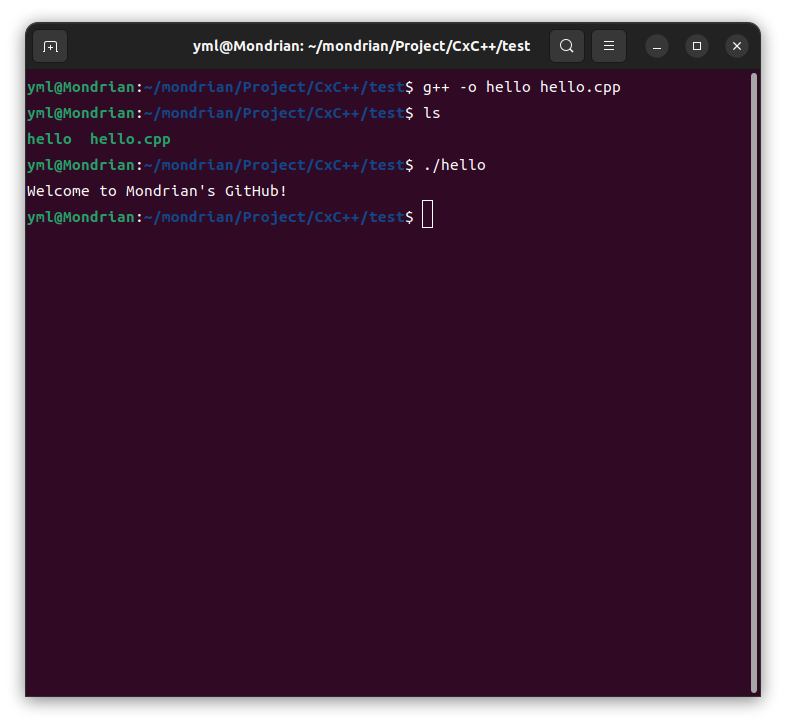 yml@Mondrian: ~/mondrian/Project/CxC++/test
yml@Mondrian:~/mondrian/Project/CxC++/test$ g++ -o hello hello.cpp
yml@Mondrian:~/mondrian/Project/CxC++/test$ ls
hello  hello.cpp
yml@Mondrian:~/mondrian/Project/CxC++/test$ ./hello
Welcome to Mondrian's GitHub!
yml@Mondrian:~/mondrian/Project/CxC++/test$